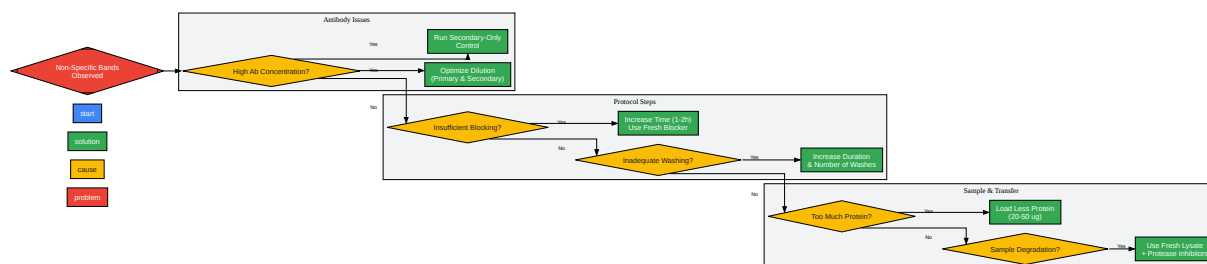 Antibody Issues
Non-Specific Bands
Observed
High Ab Concentration?
Yes
Run Secondary-Only
Control
Yes
Optimize Dilution
(Primary & Secondary)
No
start
solution
cause
problem
Protocol Steps
Insufficient Blocking?
Yes
Increase Time (1-2h)
Use Fresh Blocker
No
Inadequate Washing?
Yes
Increase Duration
& Number of Washes
No
Sample & Transfer
Too Much Protein?
Yes
Load Less Protein
(20-50 ug)
No
Sample Degradation?
Yes
Use Fresh Lysate
+ Protease Inhibitors